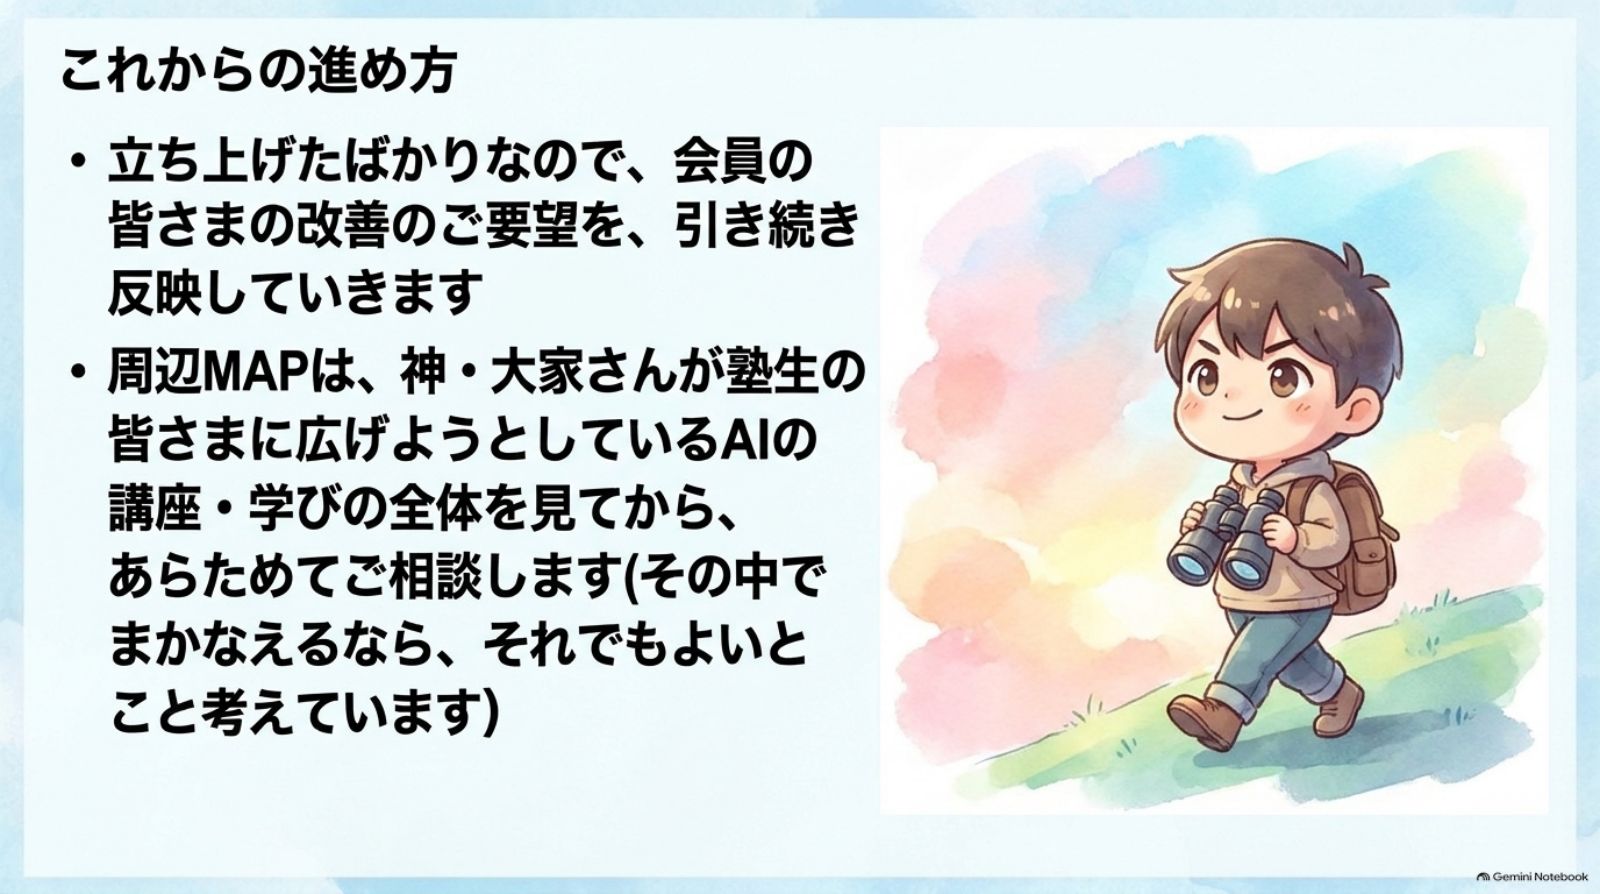 これからの進め方
• 立ち上げたばかりなので、会員の
皆さまの改善のご要望を、引き続き
反映していきます
• 周辺MAPは、神・大家さんが塾生の
皆さまに広げようとしているAIの
講座・学びの全体を見てから、
あらためてご相談します(その中で
まかなえるなら、それでもよいと
こと考えています)
Gemini Notebook